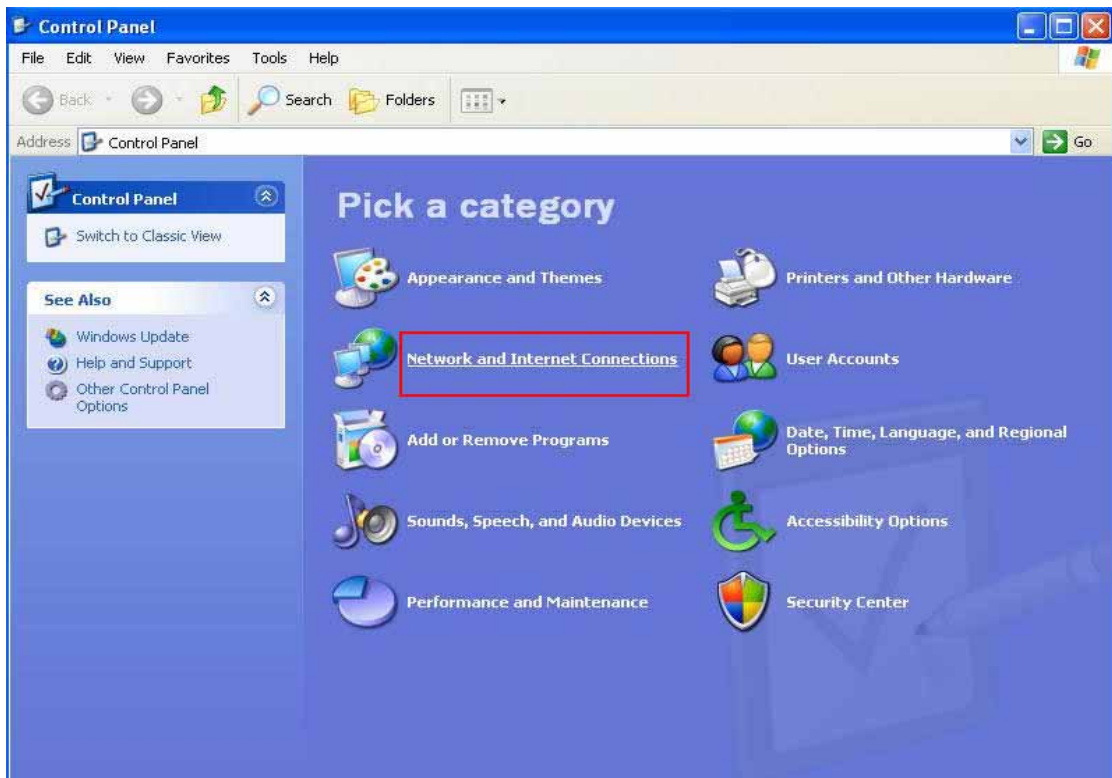 Control Panel
File Edit View Favorites Tools Help
Back Search Folders
Address Control Panel Go
Control Panel
Switch to Classic View
See Also
Windows Update
Help and Support
Other Control Panel
Options
Pick a category
Appearance and Themes
Printers and Other Hardware
Network and Internet Connections
User Accounts
Add or Remove Programs
Date, Time, Language, and Regional
Options
Sounds, Speech, and Audio Devices
Accessibility Options
Performance and Maintenance
Security Center